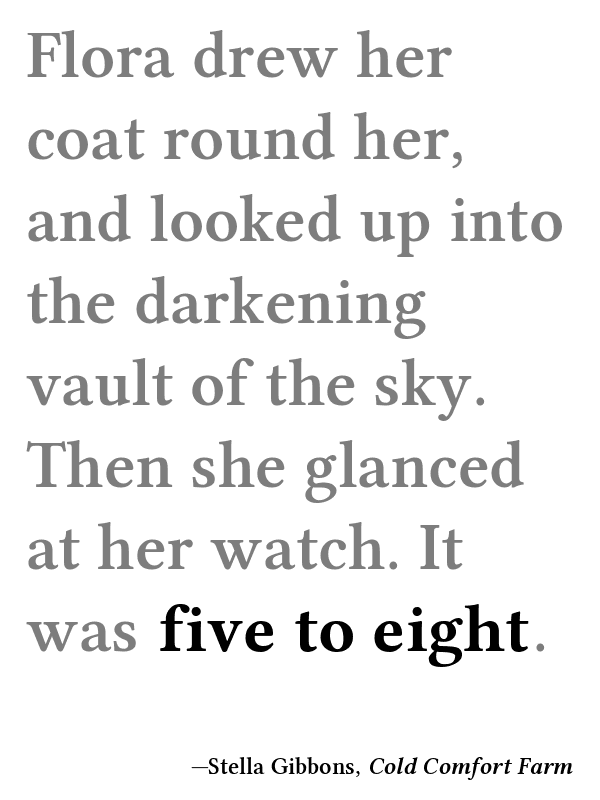 Flora drew her
coat round her,
and looked up into
the darkening
vault of the sky.
Then she glanced
at her watch. It
was five to eight.
—Stella Gibbons, Cold Comfort Farm